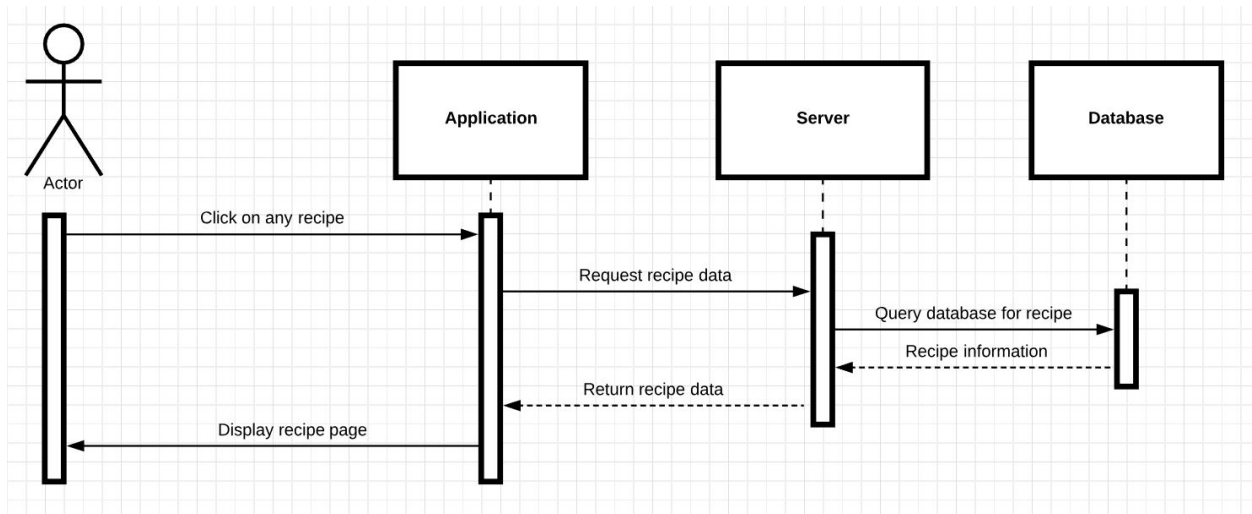 Application
Server
Database
Actor
Click on any recipe
Request recipe data
Query database for recipe
Recipe information
Return recipe data
Display recipe page